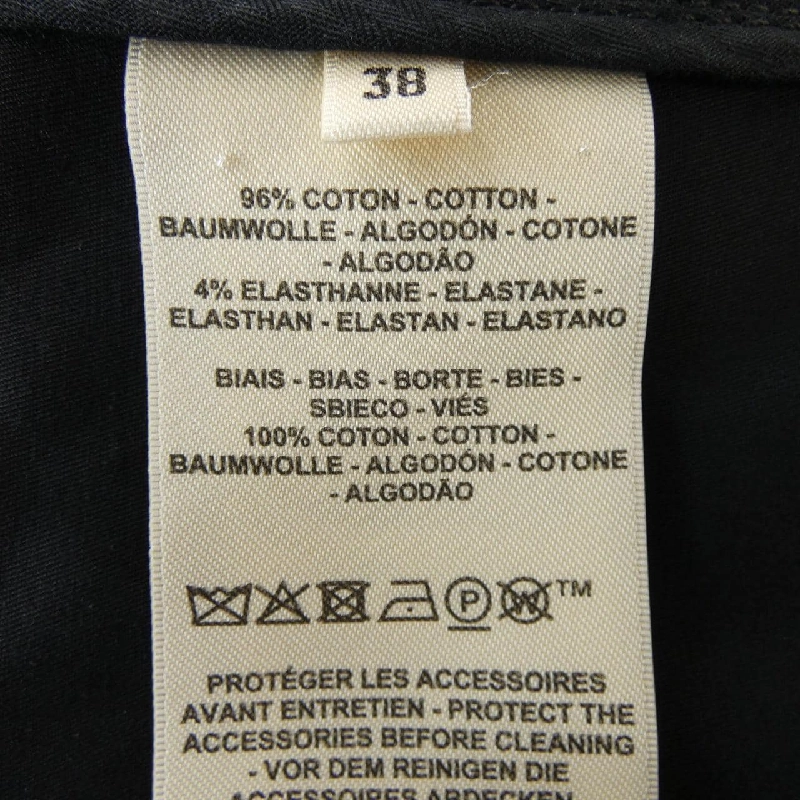 38
96% COTON - COTTON -
BAUMWOLLE - ALGODÓN - COTONE
- ALGODÃO
4% ELASTHANNE - ELASTANE -
ELASTHAN - ELASTAN - ELASTANO
BIAIS - BIAS - BORTE - BIES -
SBIECO - VIÉS
100% COTON - COTTON -
BAUMWOLLE - ALGODÓN - COTONE
- ALGODÃO
P W TM
PROTÉGER LES ACCESSOIRES
AVANT ENTRETIEN - PROTECT THE
ACCESSORIES BEFORE CLEANING
- VOR DEM REINIGEN DIE
ACCESSOIRES ABDECKEN